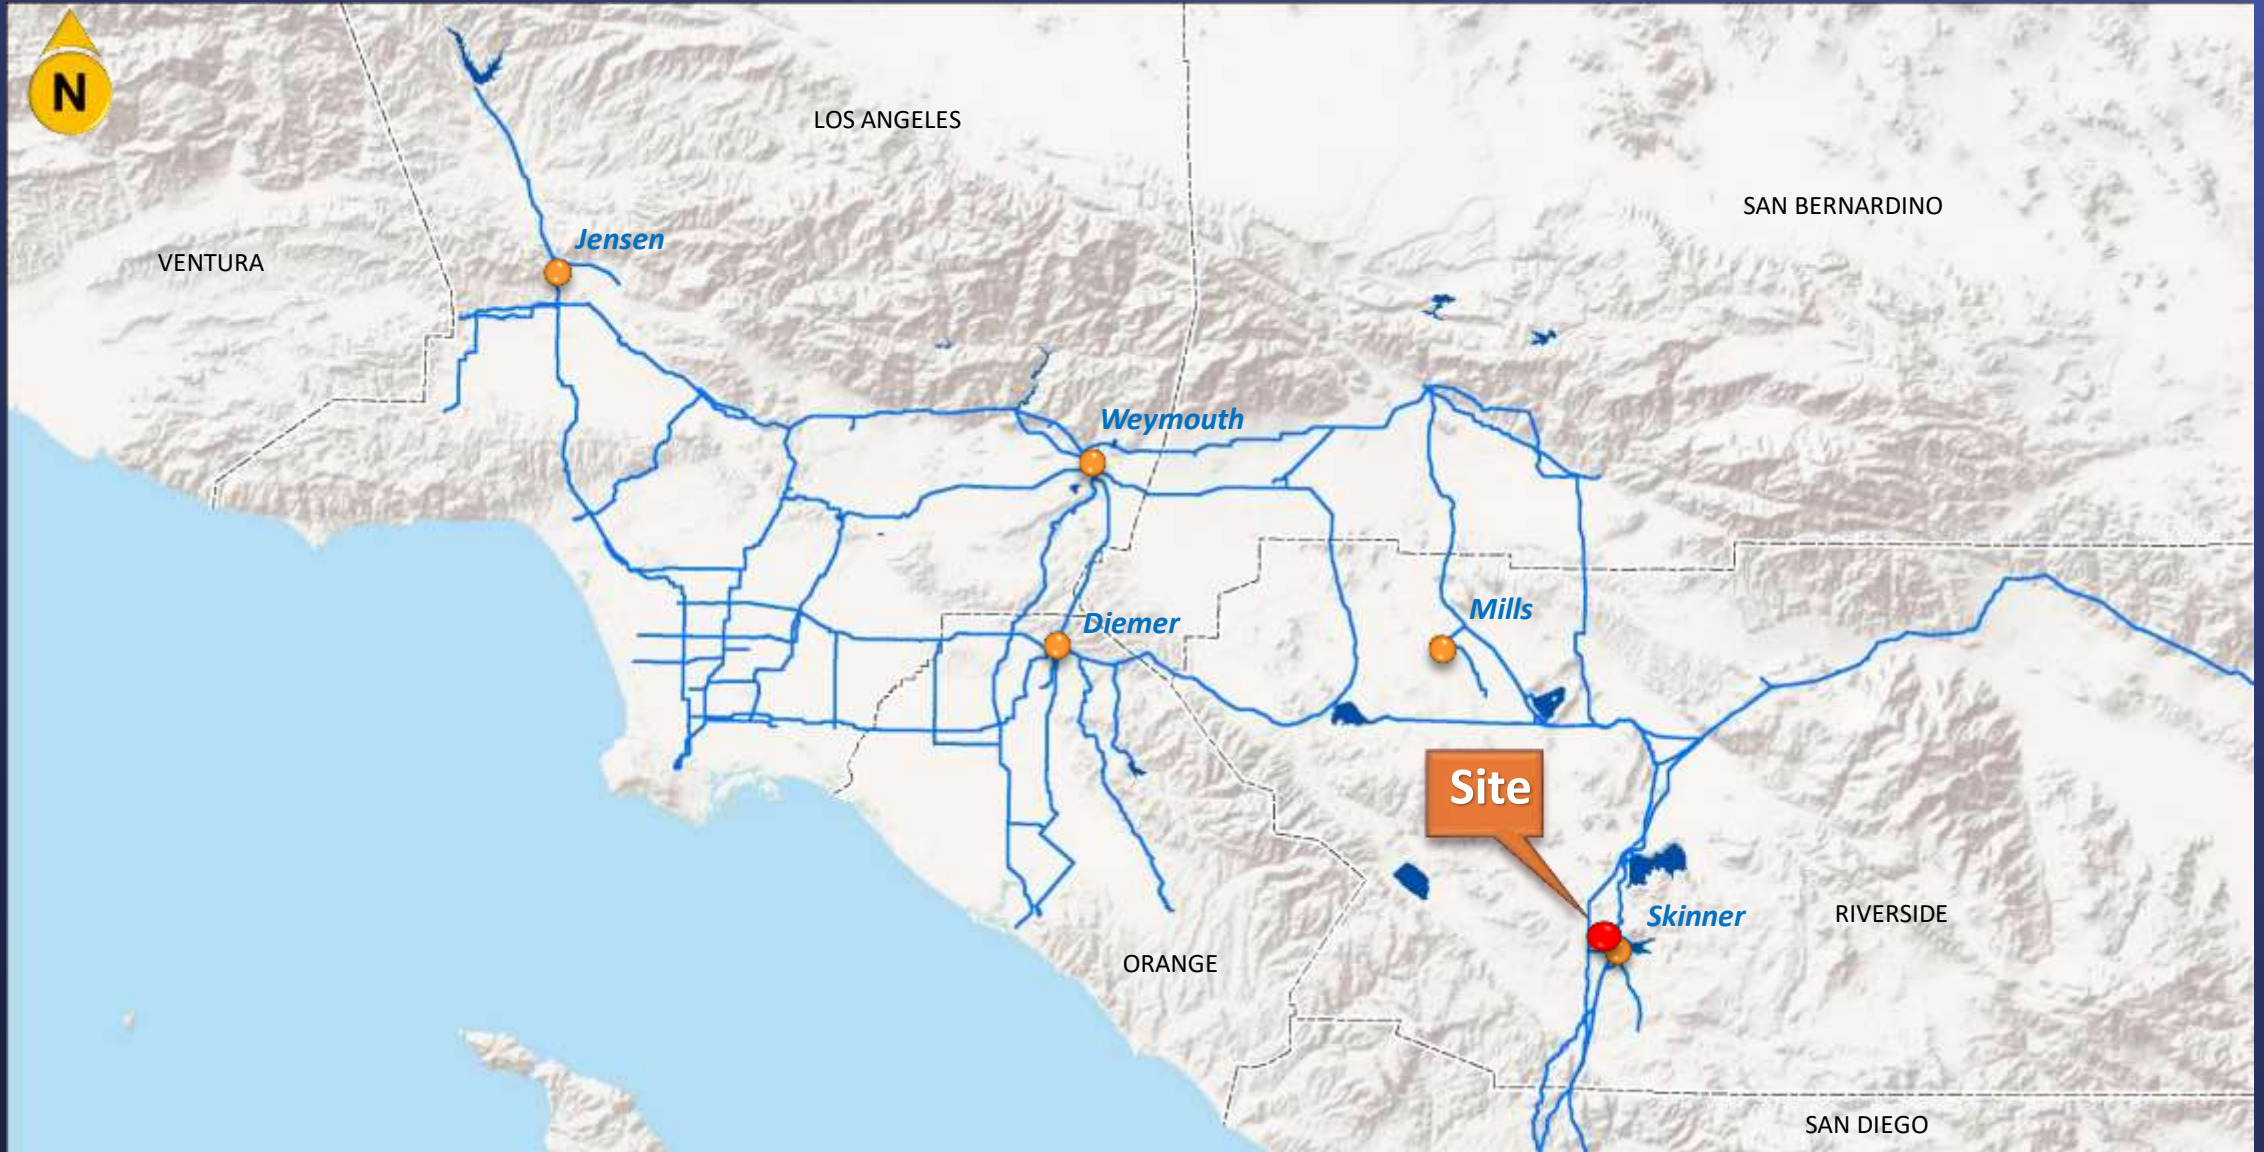 N
LOS ANGELES
SAN BERNARDINO
Jensen
VENTURA
Weymouth
Mills
Diemer
Site
Skinner
RIVERSIDE
ORANGE
SAN DIEGO